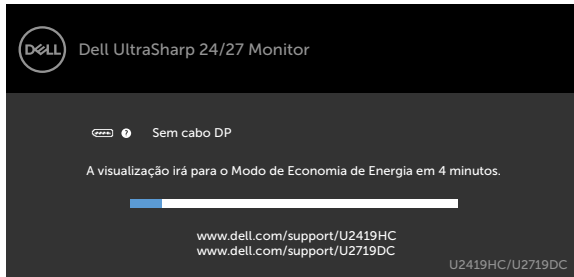 DELL
Dell UltraSharp 24/27 Monitor
? Sem cabo DP
A visualização irá para o Modo de Economia de Energia em 4 minutos.
www.dell.com/support/U2419HC
www.dell.com/support/U2719DC
U2419HC/U2719DC